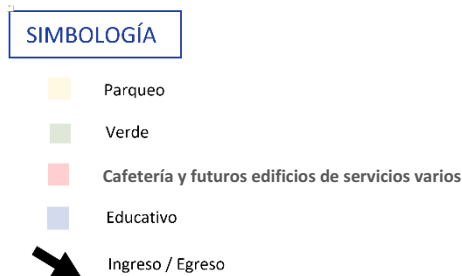 SIMBOLOGÍA
Parqueo
Verde
Cafetería y futuros edificios de servicios varios
Educativo
Ingreso / Egreso